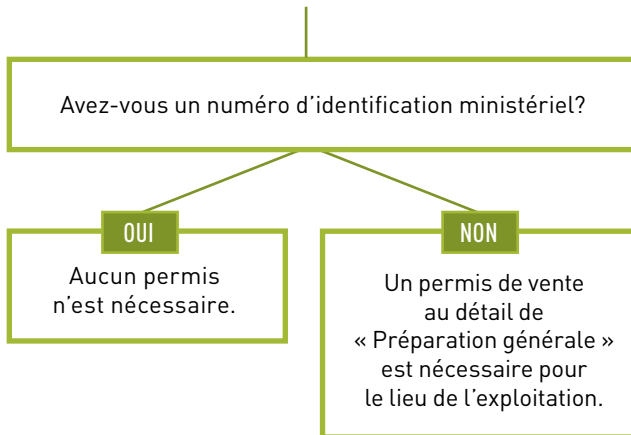 Avez-vous un numéro d'identification ministériel?
OUI
Aucun permis
n'est nécessaire.
NON
Un permis de vente
au détail de
« Préparation générale »
est nécessaire pour
le lieu de l'exploitation.